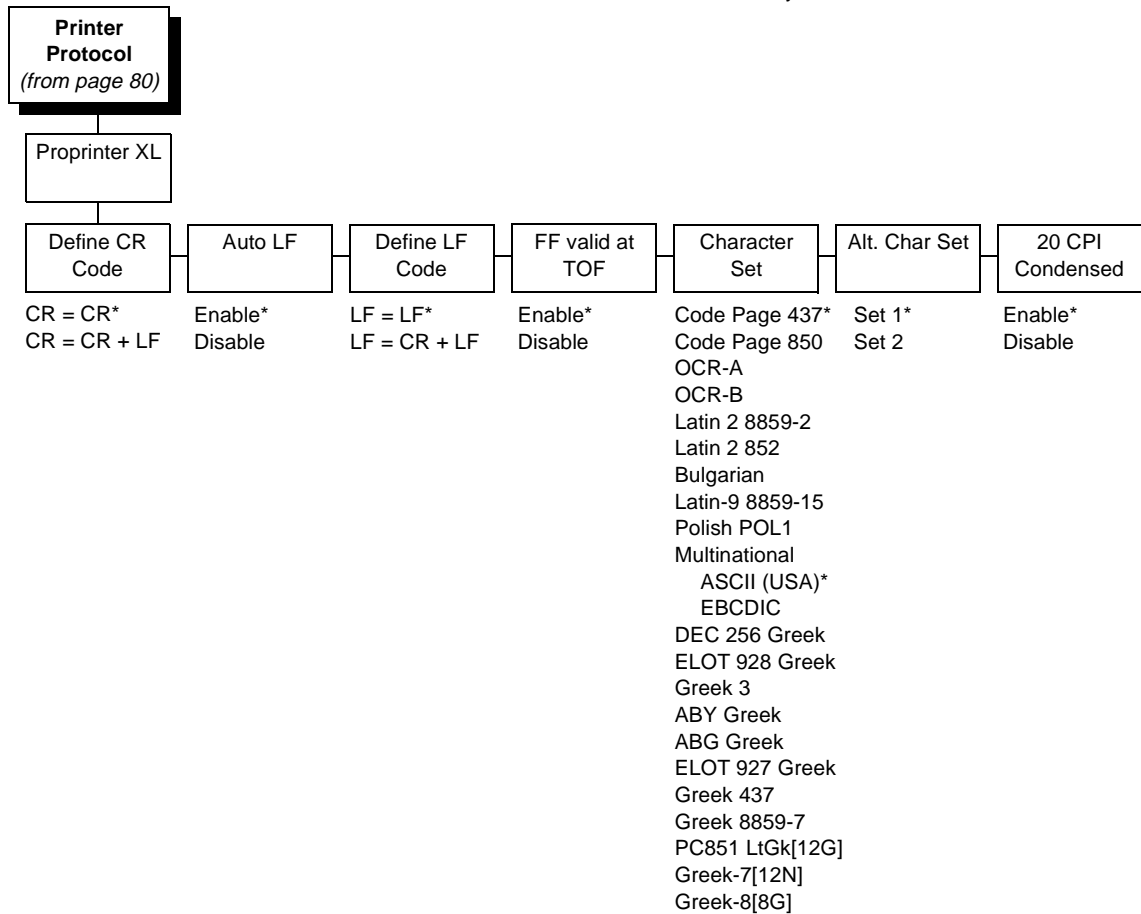 Printer
Protocol
(from page 80)
Proprinter XL
Define CR
Code
CR = CR*
CR = CR + LF
Auto LF
Enable*
Disable
Define LF
Code
LF = LF*
LF = CR + LF
FF valid at
TOF
Enable*
Disable
Character
Set
Code Page 437*
Code Page 850
OCR-A
OCR-B
Latin 2 8859-2
Latin 2 852
Bulgarian
Latin-9 8859-15
Polish POL1
Multinational
ASCII (USA)*
EBCDIC
DEC 256 Greek
ELOT 928 Greek
Greek 3
ABY Greek
ABG Greek
ELOT 927 Greek
Greek 437
Greek 8859-7
PC851 LtGk[12G]
Greek-7[12N]
Greek-8[8G]
Alt. Char Set
Set 1*
Set 2
20 CPI
Condensed
Enable*
Disable